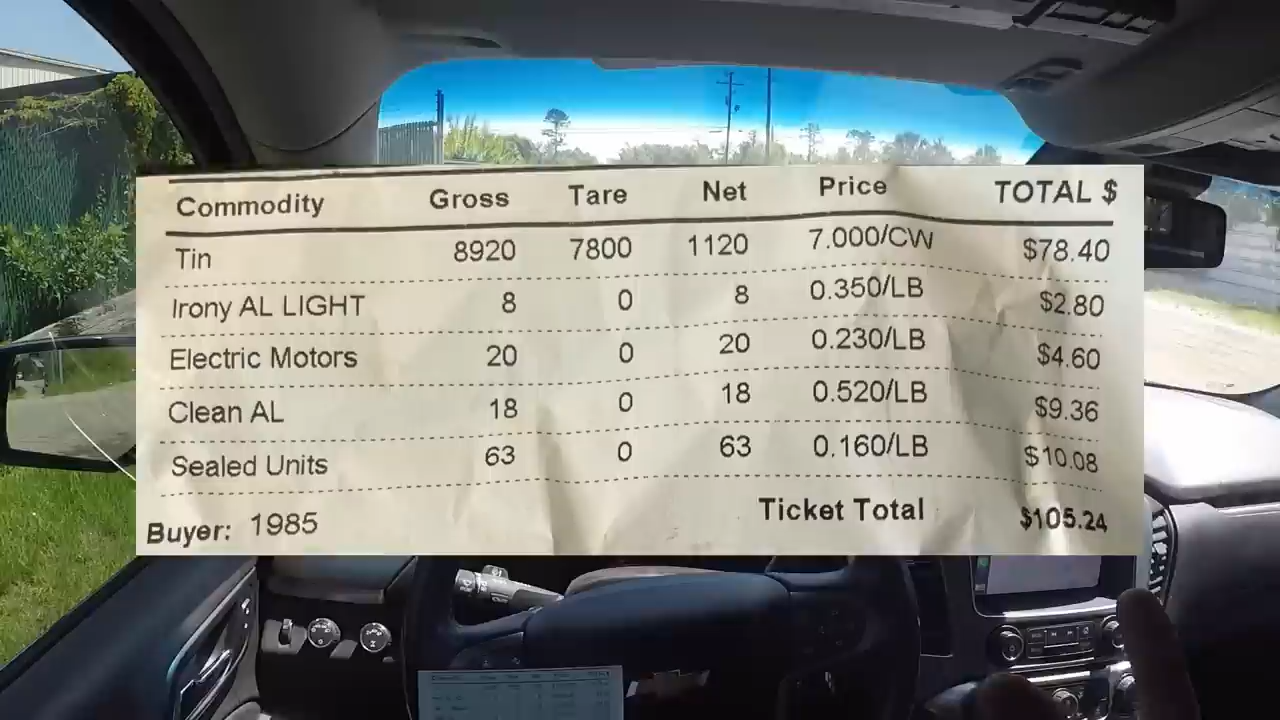 Commodity Gross Tare Net Price TOTAL $
Tin 8920 7800 1120 7.000/CW $78.40
Irony AL LIGHT 8 0 8 0.350/LB $2.80
Electric Motors 20 0 20 0.230/LB $4.60
Clean AL 18 0 18 0.520/LB $9.36
Sealed Units 63 0 63 0.160/LB $10.08
Buyer: 1985 Ticket Total $105.24